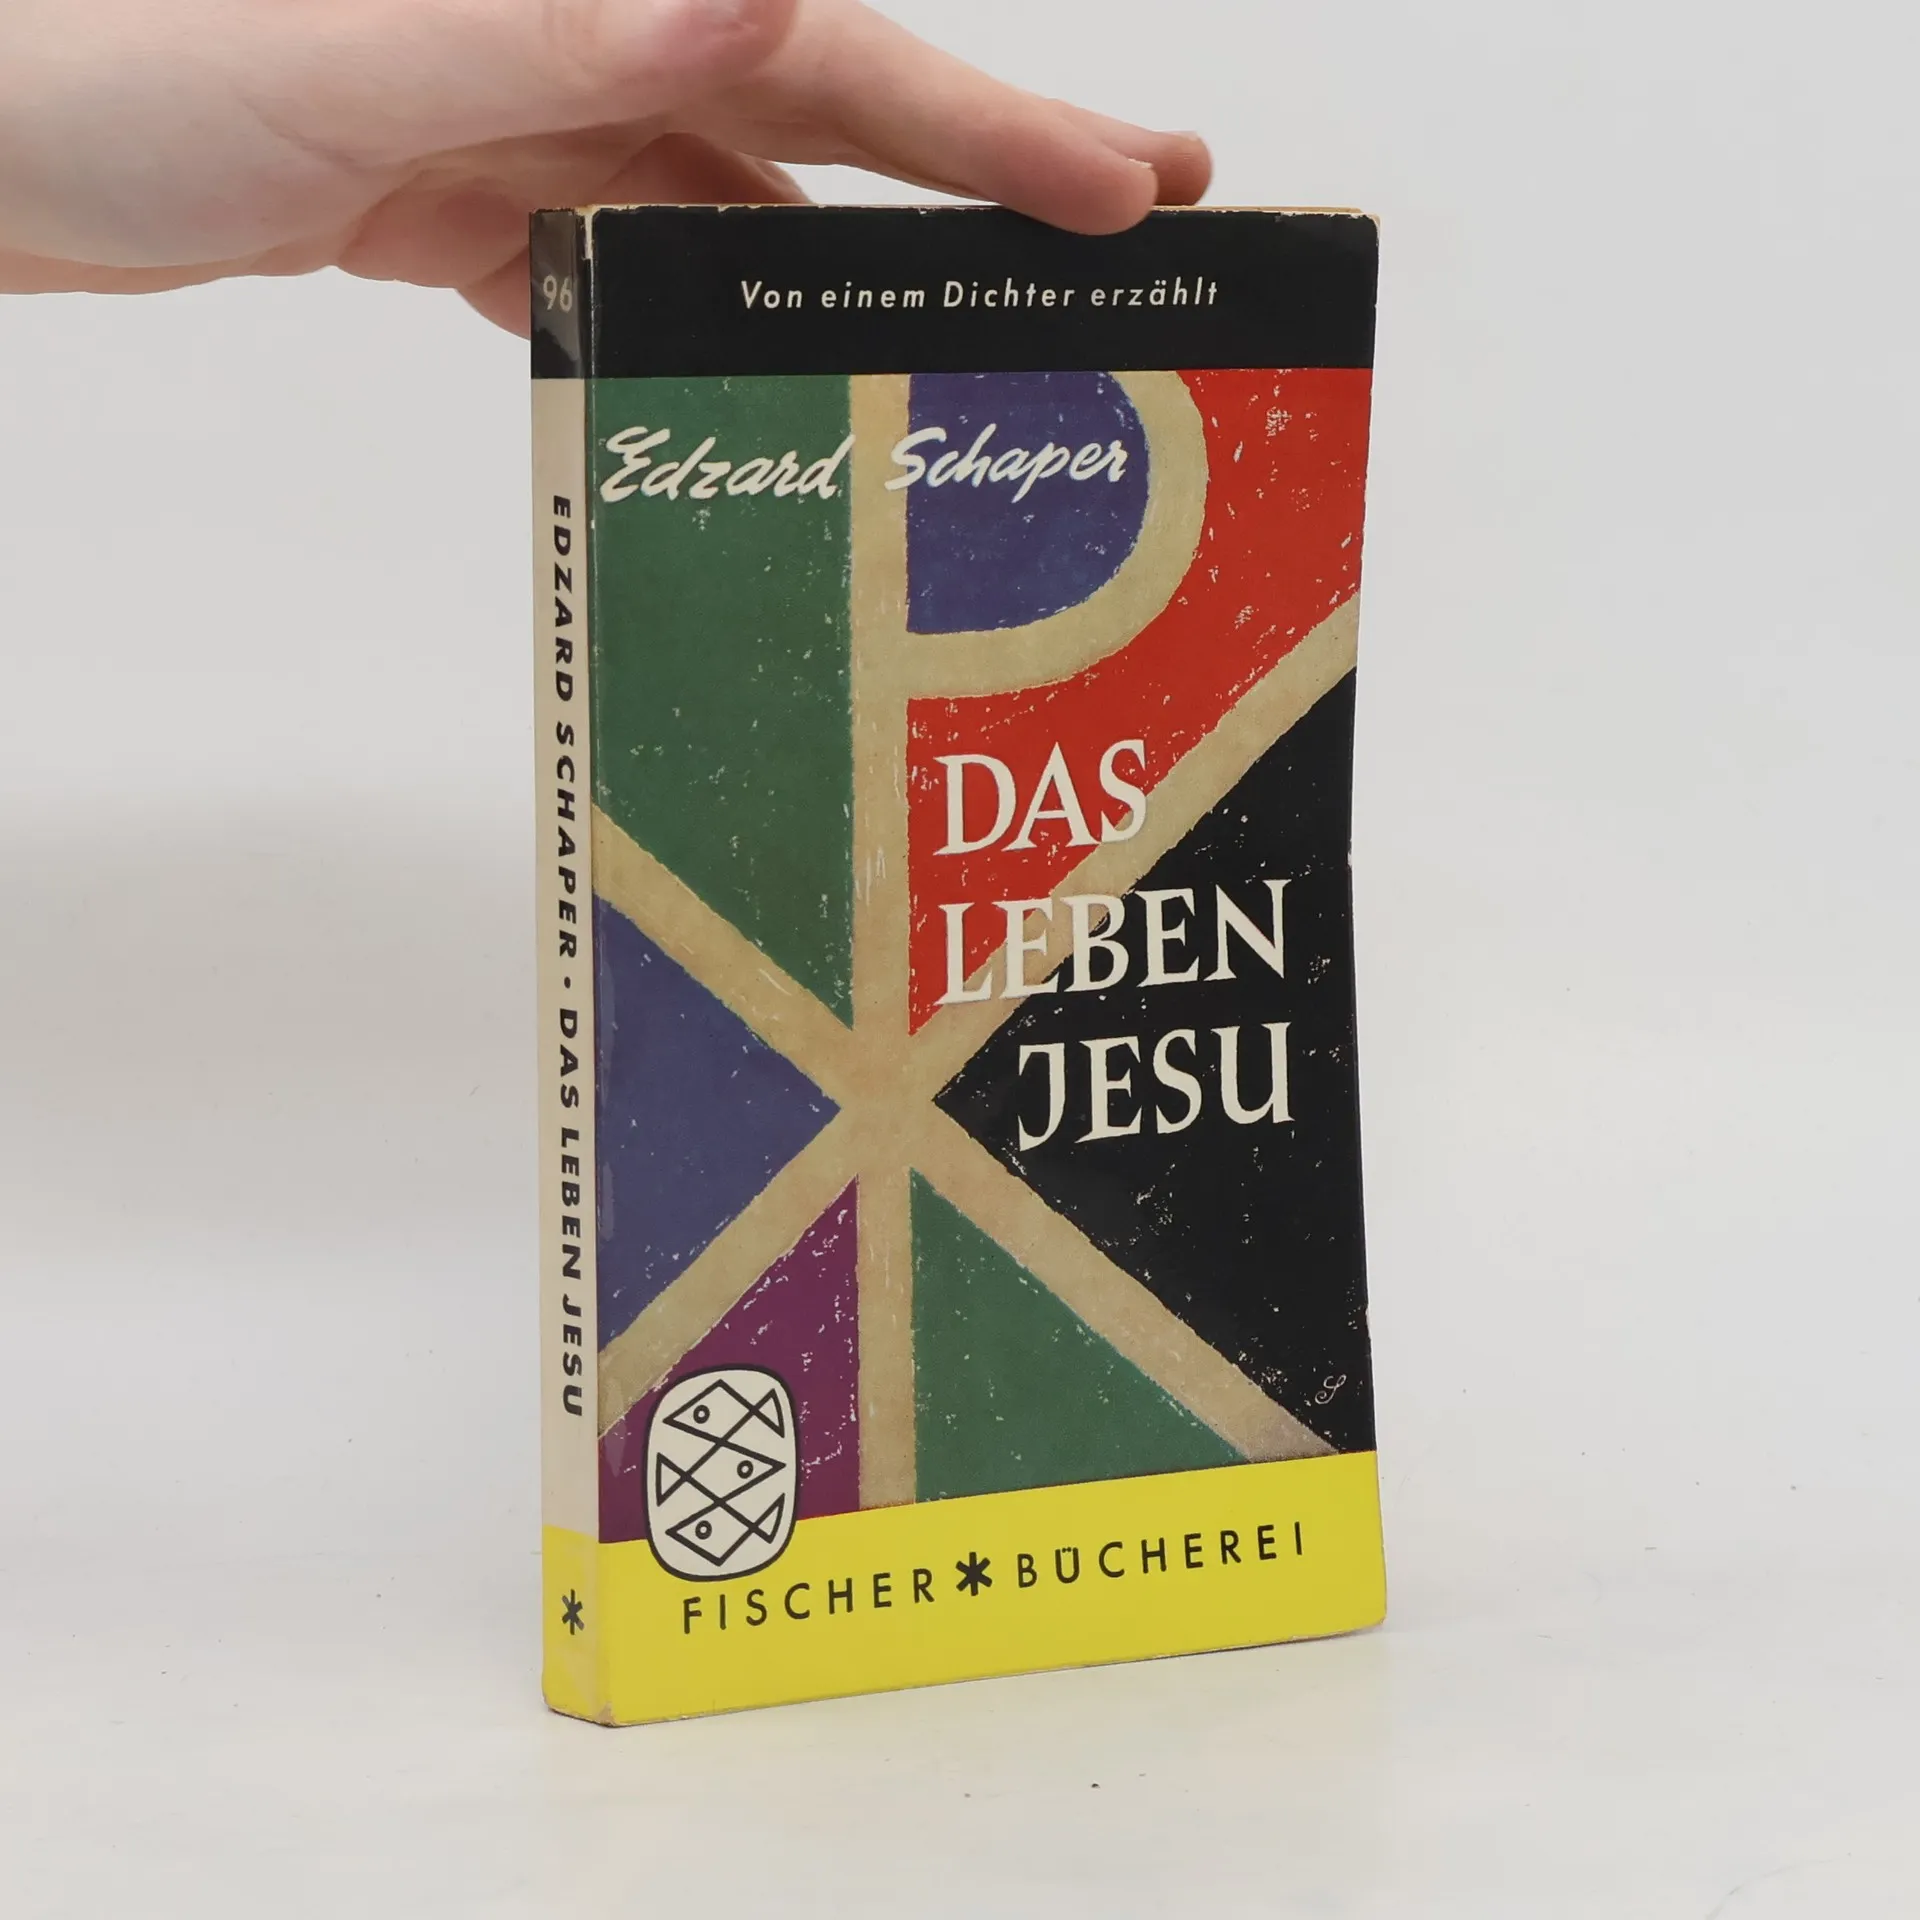 Von einem Dichter erzählt
Edzard Schaper
DAS
LEBEN
JESU
FISCHER * BÜCHEREI
96
EDZARD SCHAPER • DAS LEBEN JESU
*